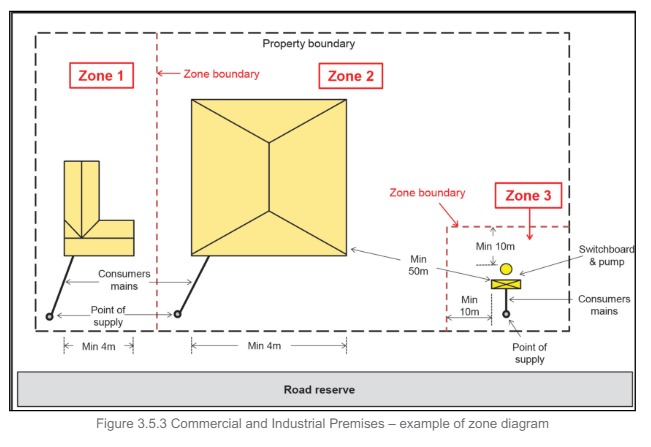 Property boundary
Zone 1
Zone boundary
Zone 2
Zone boundary
Zone 3
Min 10m
Switchboard
& pump
Min
50m
Consumers
mains
Min
10m
Consumers
mains
Point of
supply
Point of
supply
Min 4m
Min 4m
Road reserve
Figure 3.5.3 Commercial and Industrial Premises – example of zone diagram